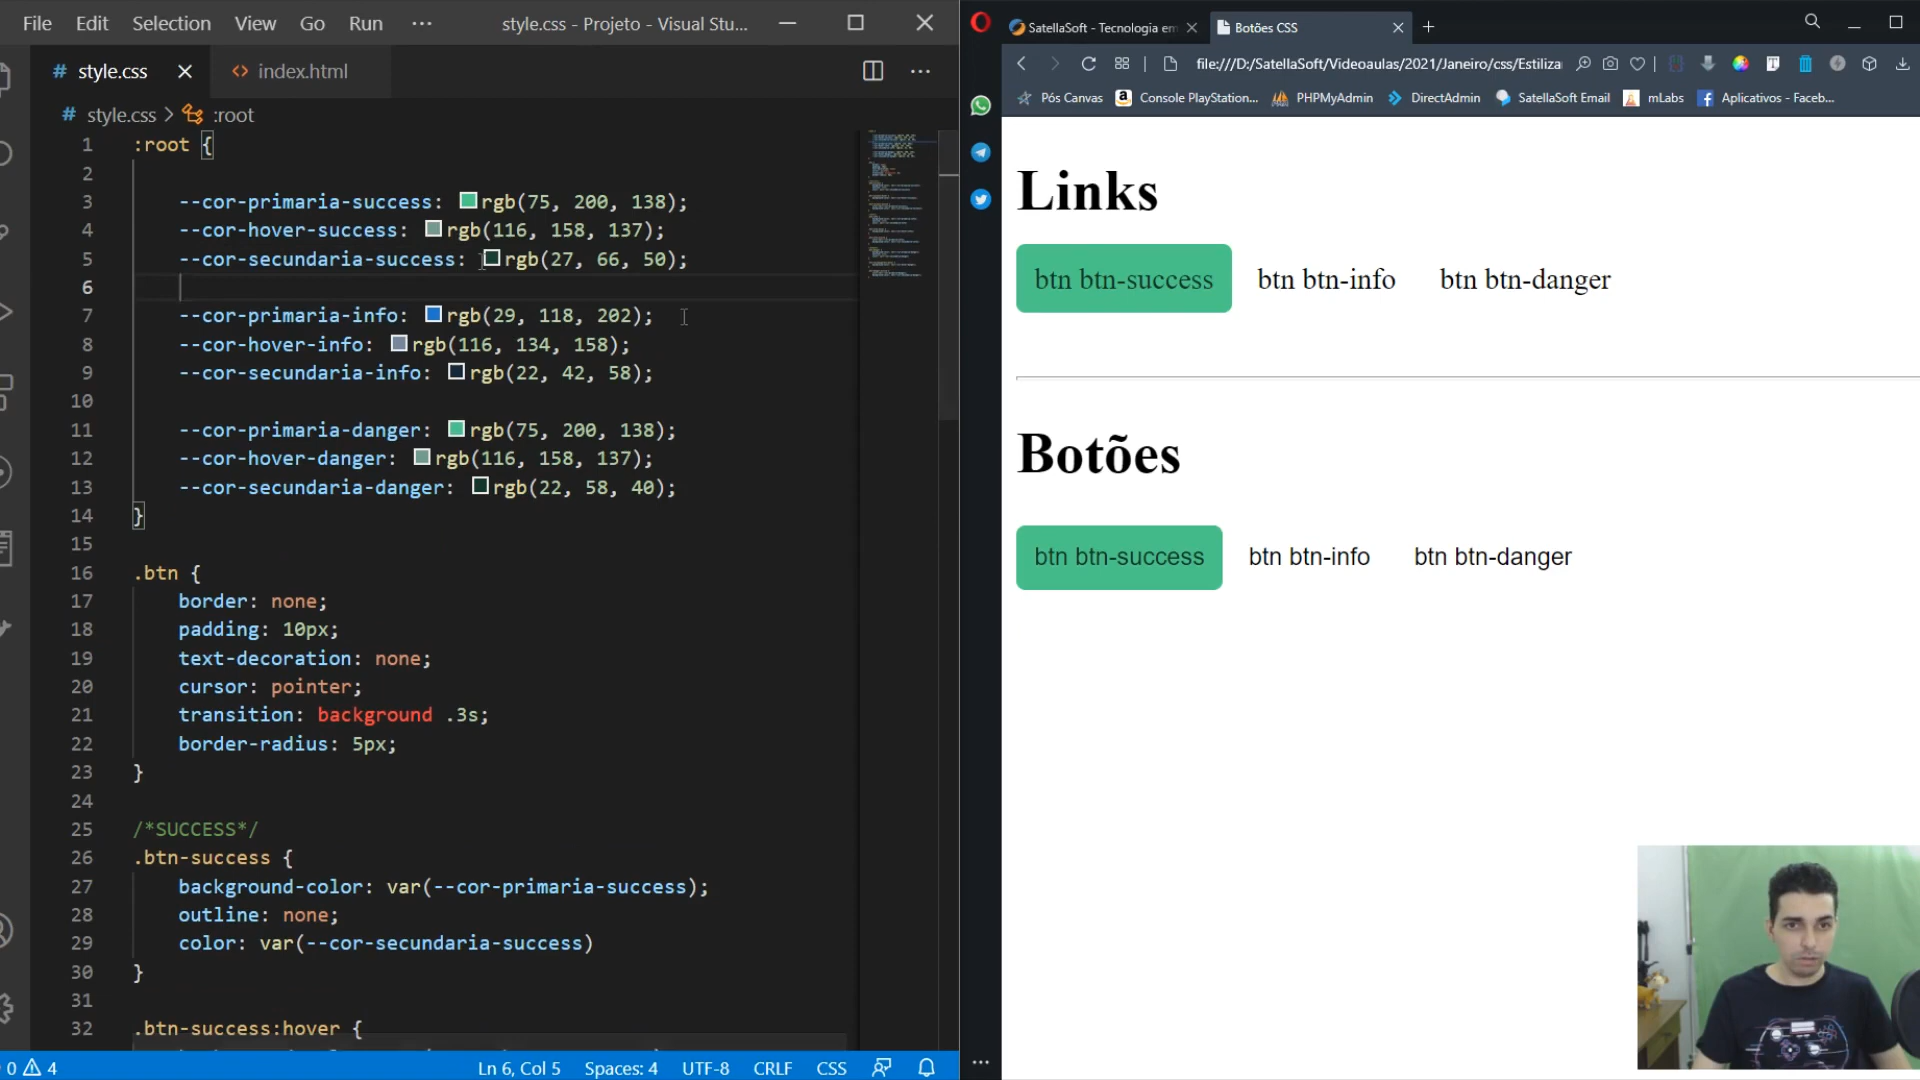 File Edit Selection View Go Run ··· style.css - Projeto - Visual Stu...
# style.css × <> index.html
# style.css > :root
1 :root {
2
3 --cor-primaria-success: rgb(75, 200, 138);
4 --cor-hover-success: rgb(116, 158, 137);
5 --cor-secundaria-success: rgb(27, 66, 50);
6
7 --cor-primaria-info: rgb(29, 118, 202);
8 --cor-hover-info: rgb(116, 134, 158);
9 --cor-secundaria-info: rgb(22, 42, 58);
10
11 --cor-primaria-danger: rgb(75, 200, 138);
12 --cor-hover-danger: rgb(116, 158, 137);
13 --cor-secundaria-danger: rgb(22, 58, 40);
14 }
15
16 .btn {
17 border: none;
18 padding: 10px;
19 text-decoration: none;
20 cursor: pointer;
21 transition: background .3s;
22 border-radius: 5px;
23 }
24
25 /*SUCCESS*/
26 .btn-success {
27 background-color: var(--cor-primaria-success);
28 outline: none;
29 color: var(--cor-secundaria-success)
30 }
31
32 .btn-success:hover {
0 4 Ln 6, Col 5 Spaces: 4 UTF-8 CRLF CSS
SatellaSoft - Tecnologia em Botões CSS
file:///D:/SatellaSoft/Videoaulas/2021/Janeiro/css/Estiliza
Pós Canvas Console PlayStation... PHPMyAdmin DirectAdmin SatellaSoft Email mLabs Aplicativos - Faceb...
Links
btn btn-success btn btn-info btn btn-danger
Botões
btn btn-success btn btn-info btn btn-danger